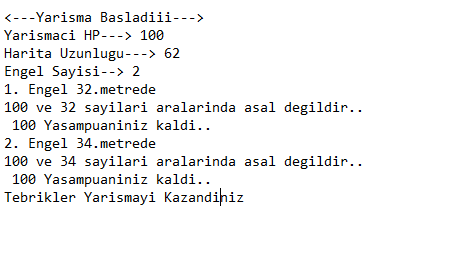 <---Yarisma Basladiii--->
Yarismaci HP---> 100
Harita Uzunlugu---> 62
Engel Sayisi--> 2
1. Engel 32.metrede
100 ve 32 sayilari aralarinda asal degildir..
 100 Yasampuaniniz kaldi..
2. Engel 34.metrede
100 ve 34 sayilari aralarinda asal degildir..
 100 Yasampuaniniz kaldi..
Tebrikler Yarismayi Kazandiniz